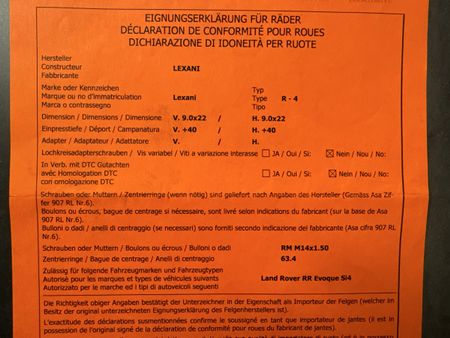 EIGNUNGSERKLÄRUNG FÜR RÄDER
DÉCLARATION DE CONFORMITÉ POUR ROUES
DICHIARAZIONE DI IDONEITÀ PER RUOTE
Hersteller
Constructeur LEXANI
Fabbricante
Marke oder Kennzeichen Typ
Marque ou no d'immatriculation Lexani Type R - 4
Marca o contrassegno Tipo
Dimension / Dimensions / Dimensione V. 9.0x22 / H. 9.0x22
Einpresstiefe / Déport / Campanatura V. +40 / H. +40
Adapter / Adaptateur / Adattatore V. / H.
Lochkreisadapterschrauben / Vis variabel / Viti a variazione interasse JA / Oui / Si: Nein / Nou / No:
In Verb. mit DTC Gutachten
avec Homologation DTC JA / Oui / Si: Nein / Nou / No:
con omologazione DTC
Schrauben oder Muttern / Zentrierringe (wenn nötig) sind geliefert nach Angaben des Hersteller (Gemäss Asa Zif-
fer 907 RL Nr.6).
Boulons ou écrous, bague de centrage si nécessaire, sont livré selon indications du fabricant (sur la base de Asa
907 RL Nr.6).
Bulloni o dadi / anelli di centraggio (se necessari) sono forniti secondo indicazioni del fabbricante (Asa cifra 907 RL
Nr.6).
Schrauben oder Muttern / Boulons ou écrous / Bulloni o dadi RM M14x1.50
Zentrierringe / Bague de centrage / Anelli di centraggio 63.4
Zulässig für folgende Fahrzeugmarken und Fahrzeugtypen
Autorisé pour les marques et types de véhicules suivants Land Rover RR Evoque Si4
Autorizzato per le marche ed i tipi di autoveicoli seguenti
Die Richtigkeit obiger Angaben bestätigt der Unterzeichner in der Eigenschaft als Importeur der Felgen (welcher im
Besitz der original unterzeichneten Eignungserklärung des Felgenherstellers ist).
L'exactitude des déclarations susmentionnées confirme le soussigné en tant que importateur de jantes (il est in
possession de l'original signé de la déclaration de conformité pour roues du fabricant de jantes).